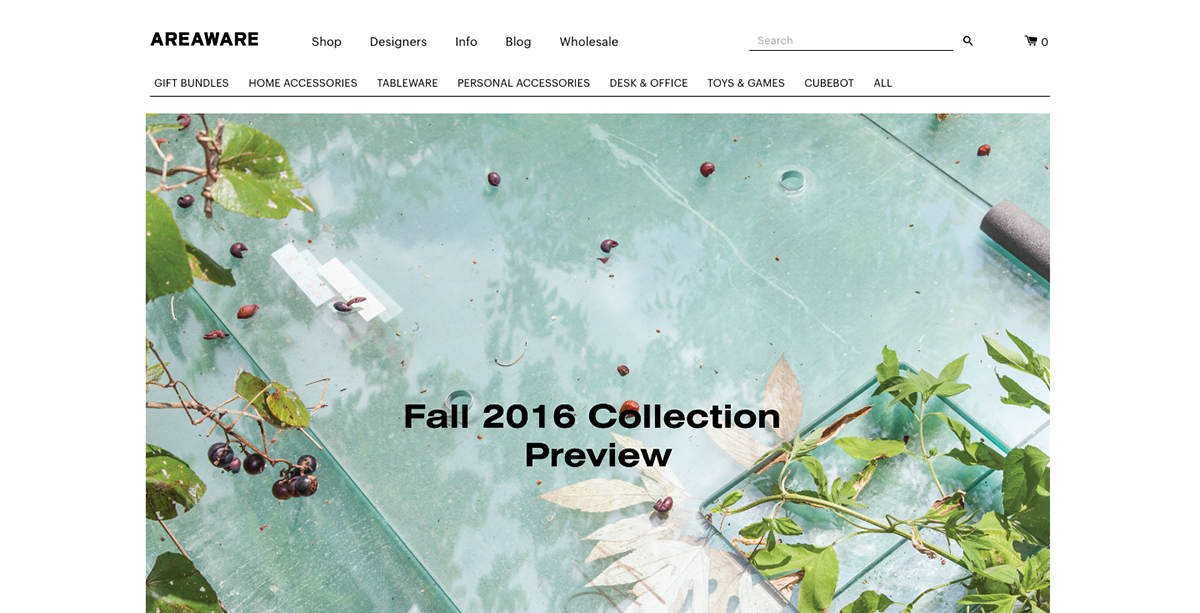 AREAWARE
Shop Designers Info Blog Wholesale
Search
0
GIFT BUNDLES HOME ACCESSORIES TABLEWARE PERSONAL ACCESSORIES DESK & OFFICE TOYS & GAMES CUBEBOT ALL
Fall 2016 Collection
Preview